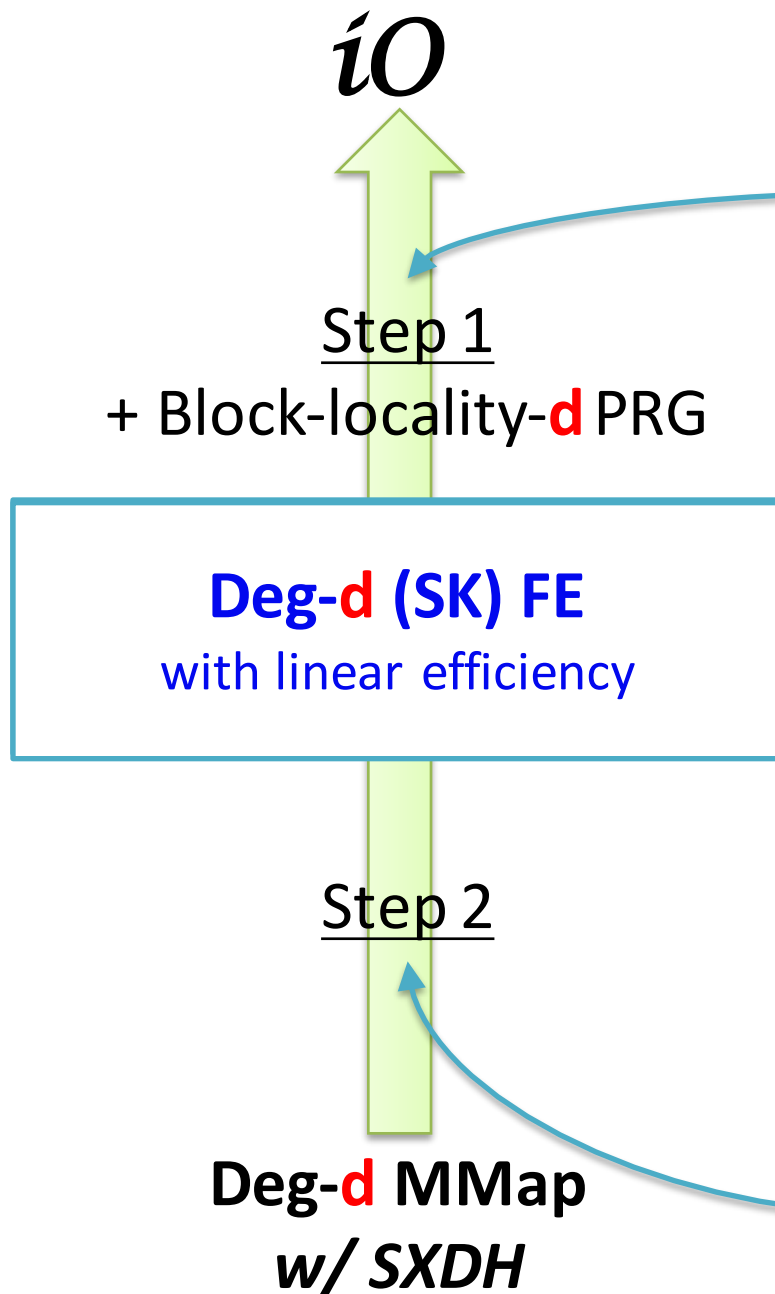 iO
Step 1
+ Block-locality-d PRG
Deg-d (SK) FE
with linear efficiency
Step 2
Deg-d MMap
w/ SXDH